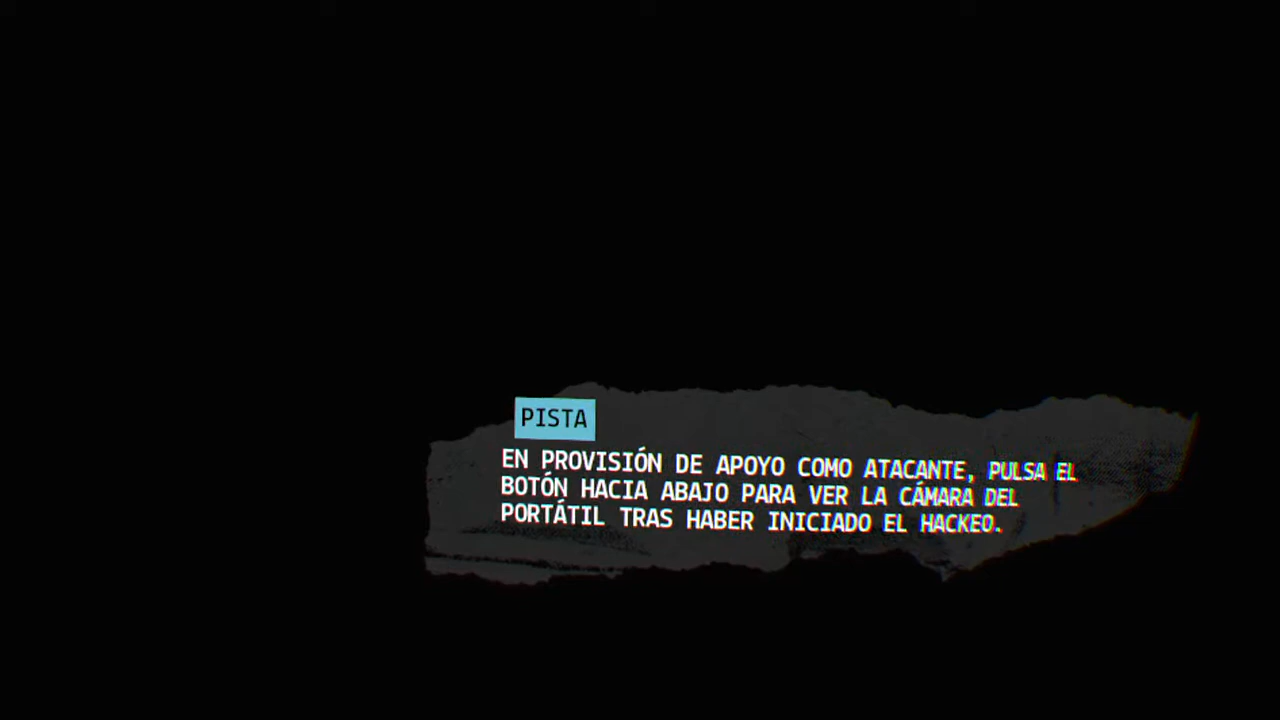 PISTA
EN PROVISIÓN DE APOYO COMO ATACANTE, PULSA EL
BOTÓN HACIA ABAJO PARA VER LA CÁMARA DEL
PORTÁTIL TRAS HABER INICIADO EL HACKEO.